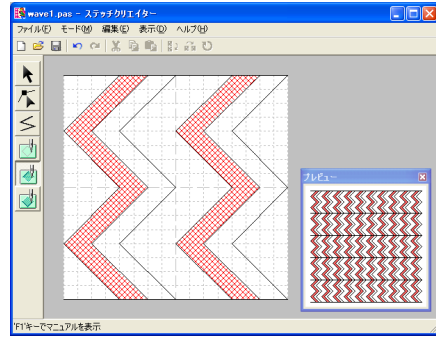 wave1.pas - ステッチクリエイター
ファイル(F) モード(M) 編集(E) 表示(D) ヘルプ(H)
プレビュー
'F1'キーでマニュアルを表示